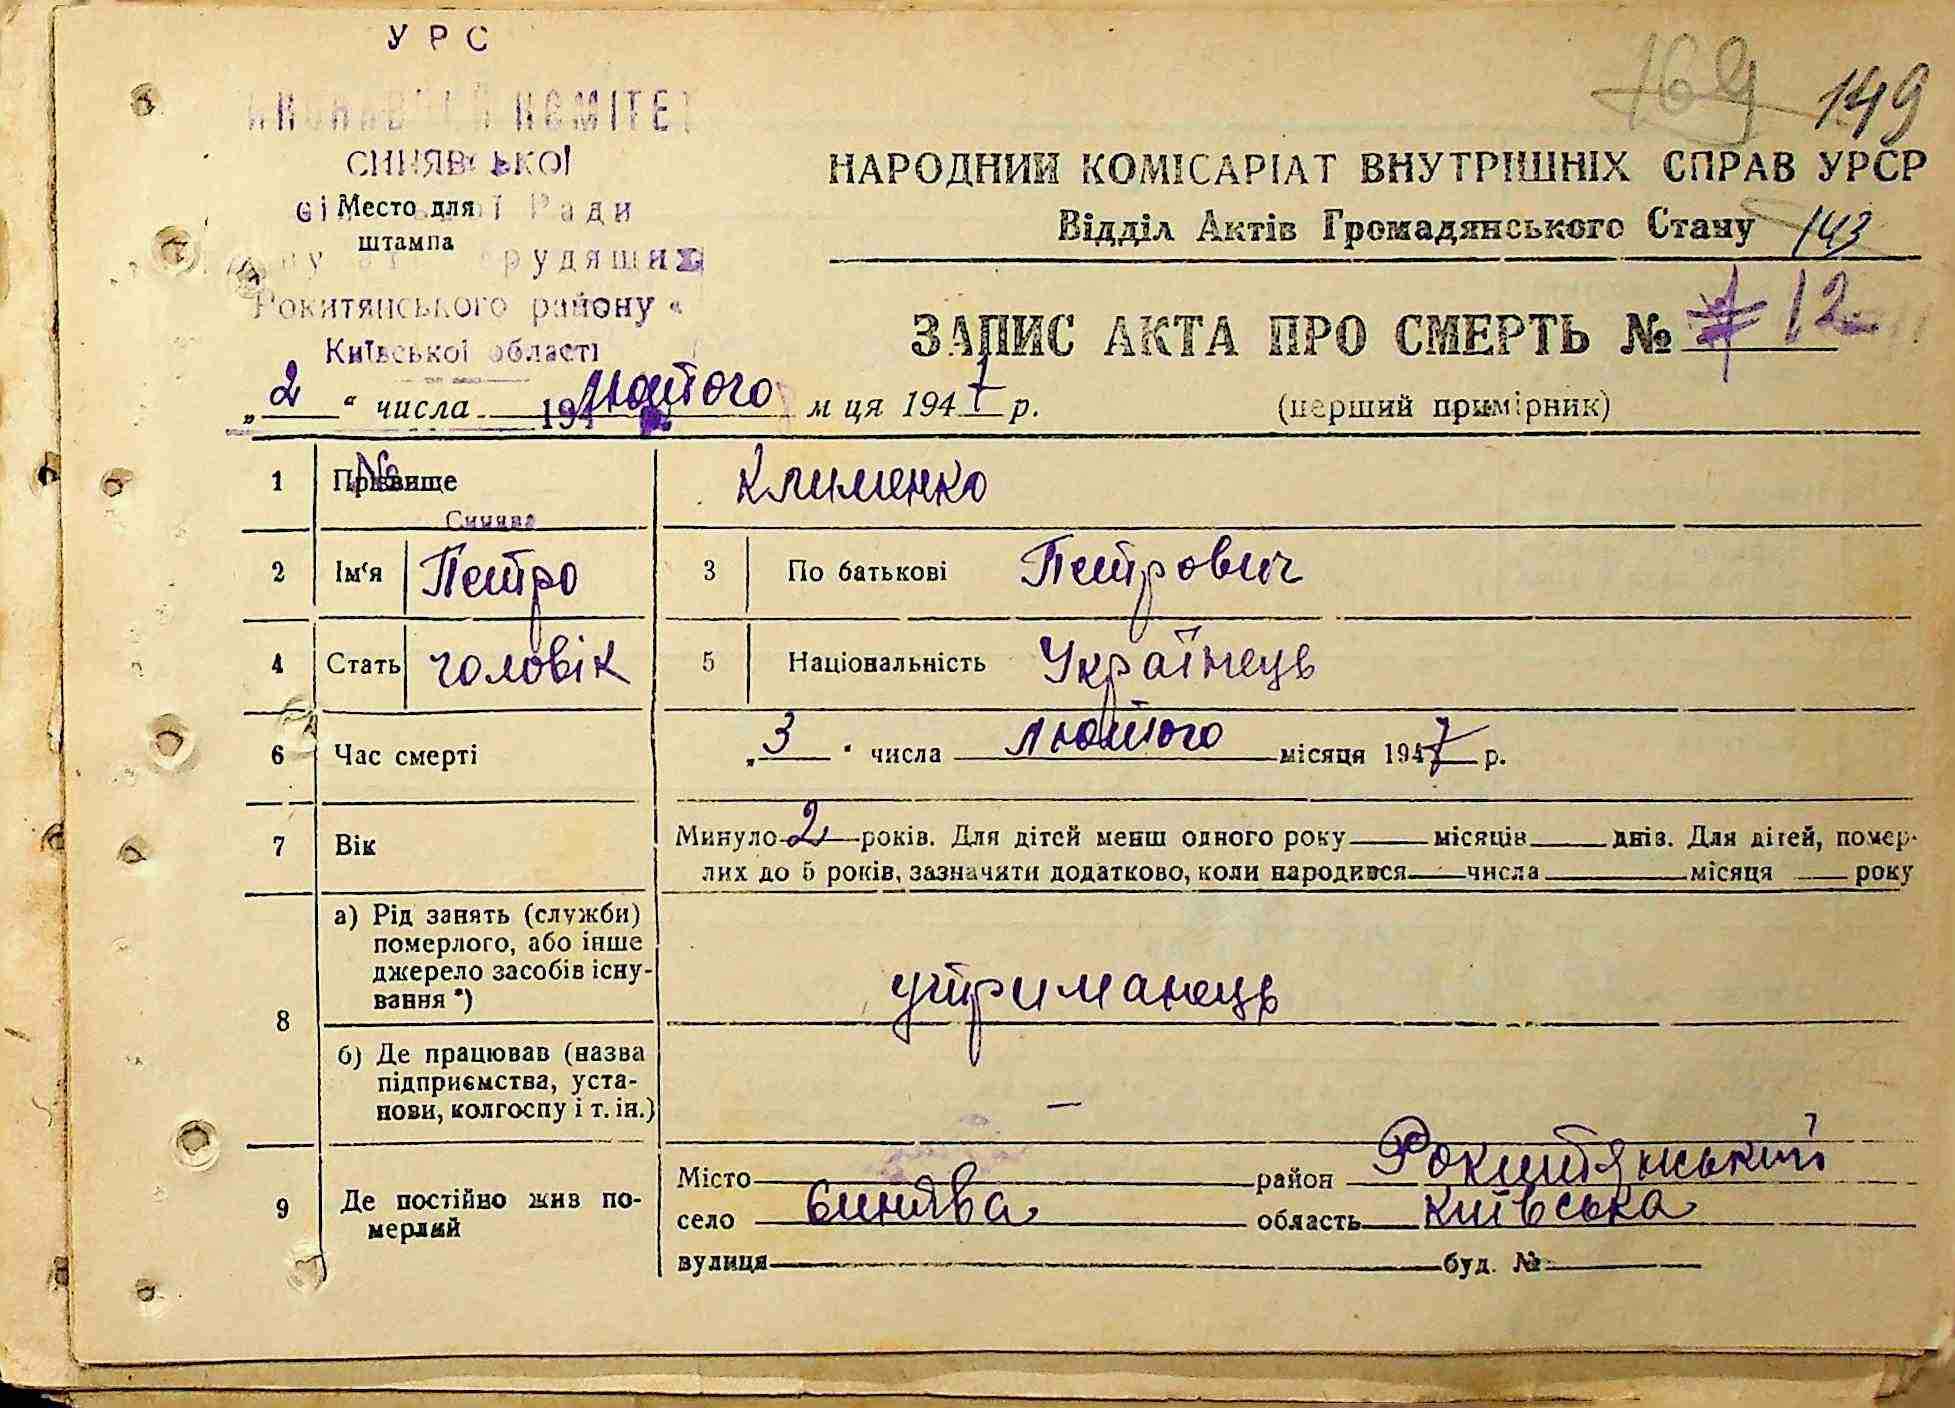 УРС
КОМІТЕТ
СИНЯВСЬКОЇ
Ради
Место для
штампа
трудящих
Рокитянського району
Київської області
169 149
НАРОДНИЙ КОМІСАРІАТ ВНУТРІШНІХ СПРАВ УРСР
Відділ Актів Громадянського Стану 143
ЗАПИС АКТА ПРО СМЕРТЬ № 12
(перший примірник)
„2“ числа лютого м ця 1947 р.
194
№
1 Прізвище Клименко
Синява
2 Ім'я Петро 3 По батькові Петрович
4 Стать чоловік 5 Національність Українець
6 Час смерті „3“ числа лютого місяця 1947 р.
7 Вік Минуло 2 років. Для дітей менш одного року місяців днів. Для дітей, помер-
лих до 5 років, зазначати додатково, коли народився числа місяця року
8 а) Рід занять (служби)
померлого, або інше
джерело засобів існу-
вання *)
утриманець
б) Де працював (назва
підприємства, уста-
нови, колгоспу і т. ін.)
—
9 Де постійно жив по-
мерлий
Місто район Рокитянський
село Синява область Київська
вулиця буд. №